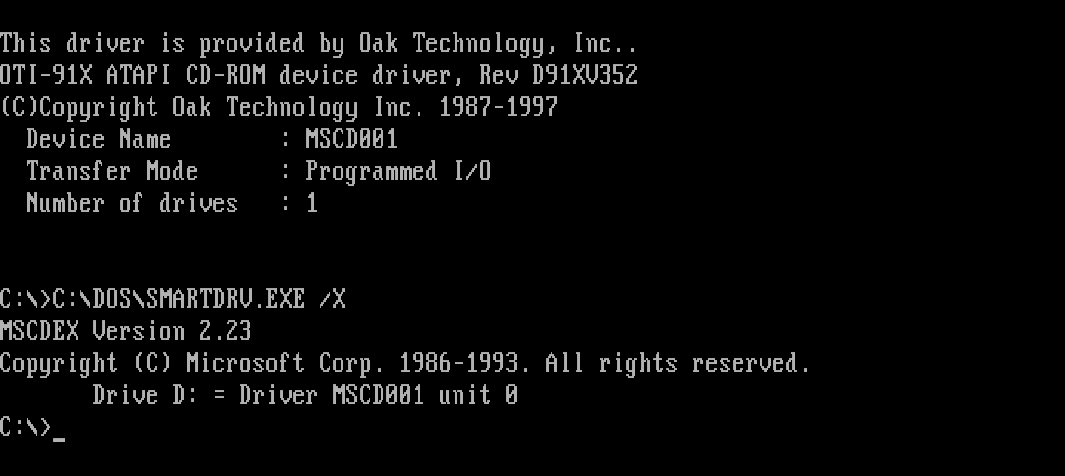 This driver is provided by Oak Technology, Inc..
OTI-91X ATAPI CD-ROM device driver, Rev D91XV352
(C)Copyright Oak Technology Inc. 1987-1997
  Device Name        : MSCD001
  Transfer Mode      : Programmed I/O
  Number of drives   : 1
C:\>C:\DOS\SMARTDRV.EXE /X
MSCDEX Version 2.23
Copyright (C) Microsoft Corp. 1986-1993. All rights reserved.
       Drive D: = Driver MSCD001 unit 0
C:\>_